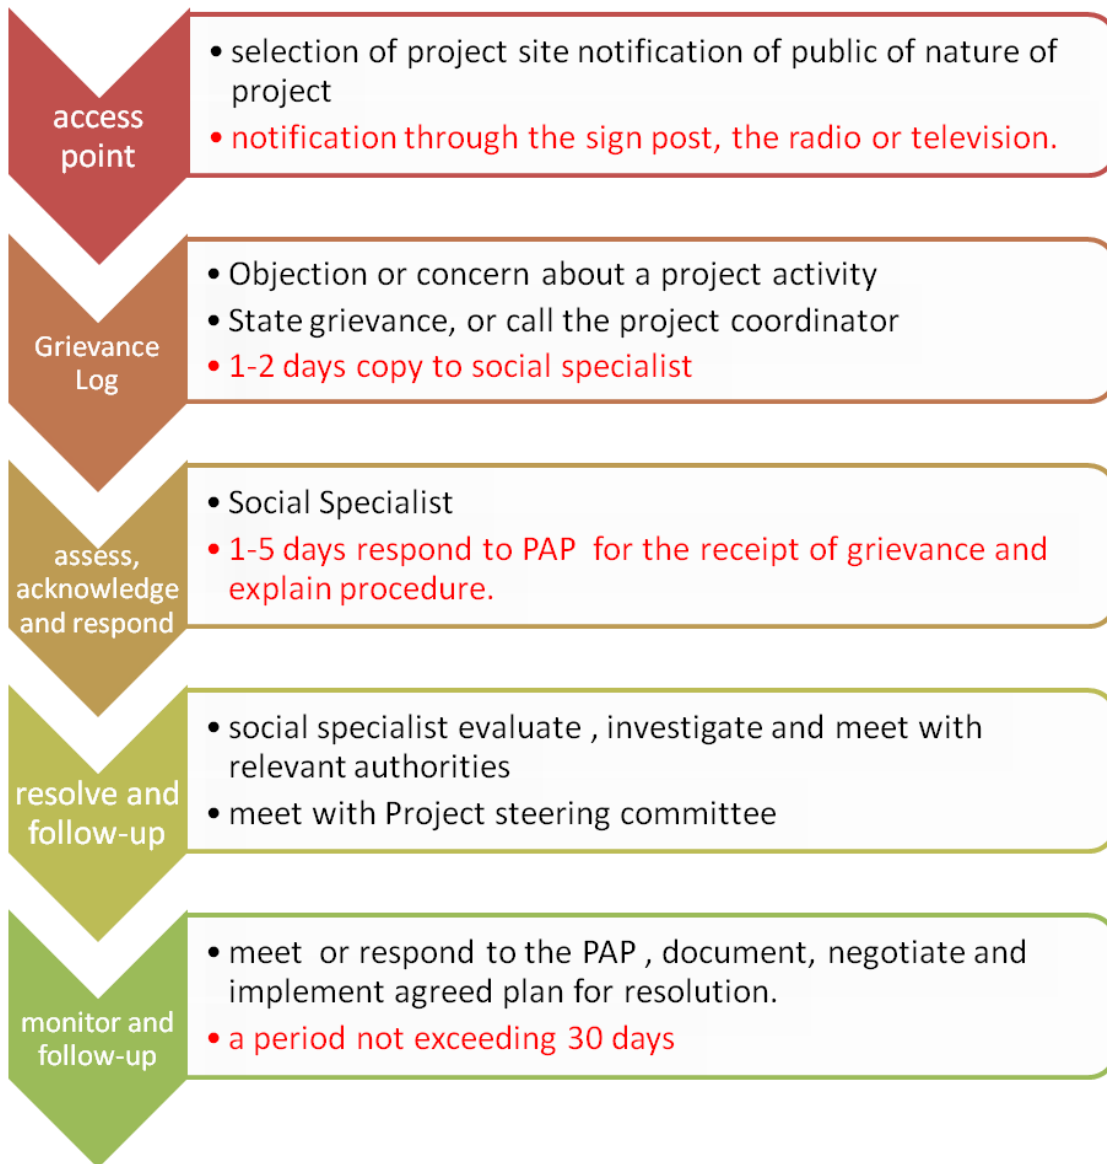 access
point
• selection of project site notification of public of nature of
project
• notification through the sign post, the radio or television.
Grievance
Log
• Objection or concern about a project activity
• State grievance, or call the project coordinator
• 1-2 days copy to social specialist
assess,
acknowledge
and respond
• Social Specialist
• 1-5 days respond to PAP for the receipt of grievance and
explain procedure.
resolve and
follow-up
• social specialist evaluate , investigate and meet with
relevant authorities
• meet with Project steering committee
monitor and
follow-up
• meet or respond to the PAP , document, negotiate and
implement agreed plan for resolution.
• a period not exceeding 30 days